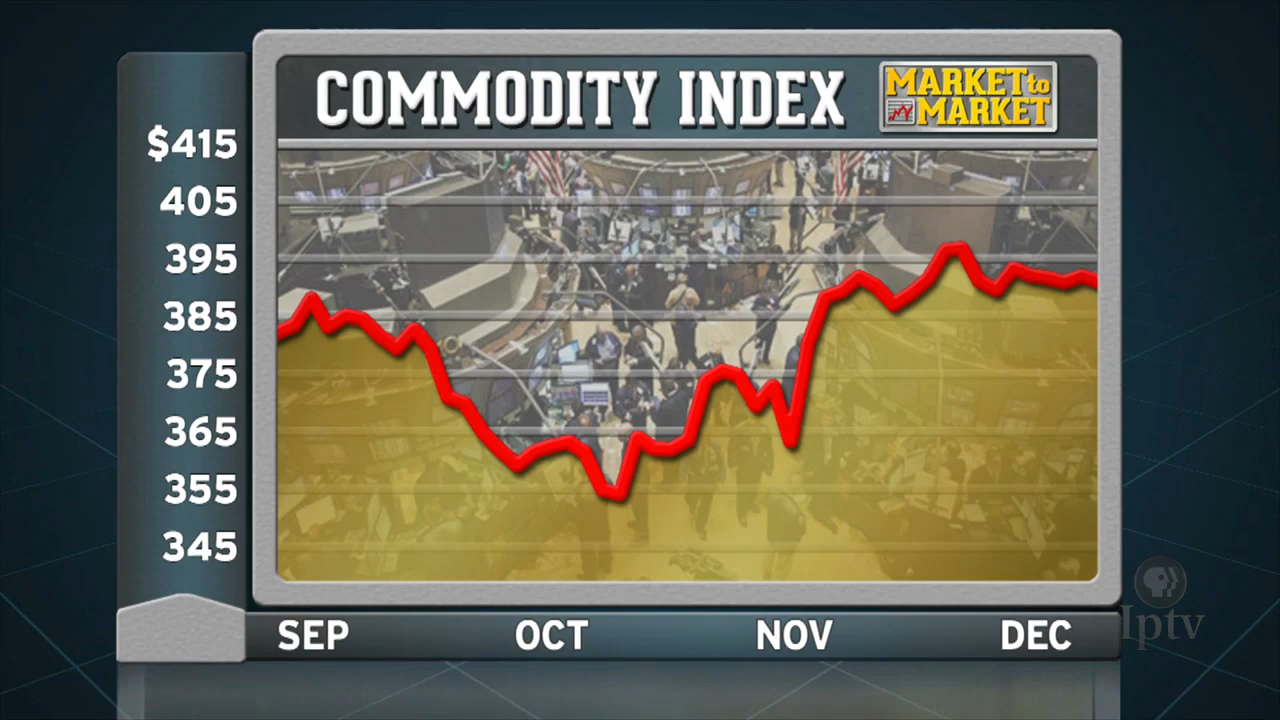 COMMODITY INDEX
MARKET to
MARKET
$415
405
395
385
375
365
355
345
SEP OCT NOV DEC
Iptv